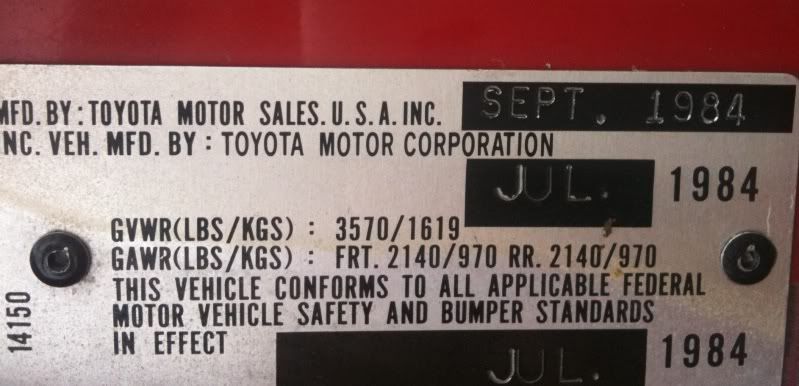 MFD. BY: TOYOTA MOTOR SALES. U.S.A. INC. SEPT. 1984
INC. VEH. MFD. BY: TOYOTA MOTOR CORPORATION
JUL. 1984
GVWR(LBS/KGS) : 3570/1619
GAWR(LBS/KGS) : FRT. 2140/970 RR. 2140/970
THIS VEHICLE CONFORMS TO ALL APPLICABLE FEDERAL
MOTOR VEHICLE SAFETY AND BUMPER STANDARDS
IN EFFECT JUL. 1984
14150